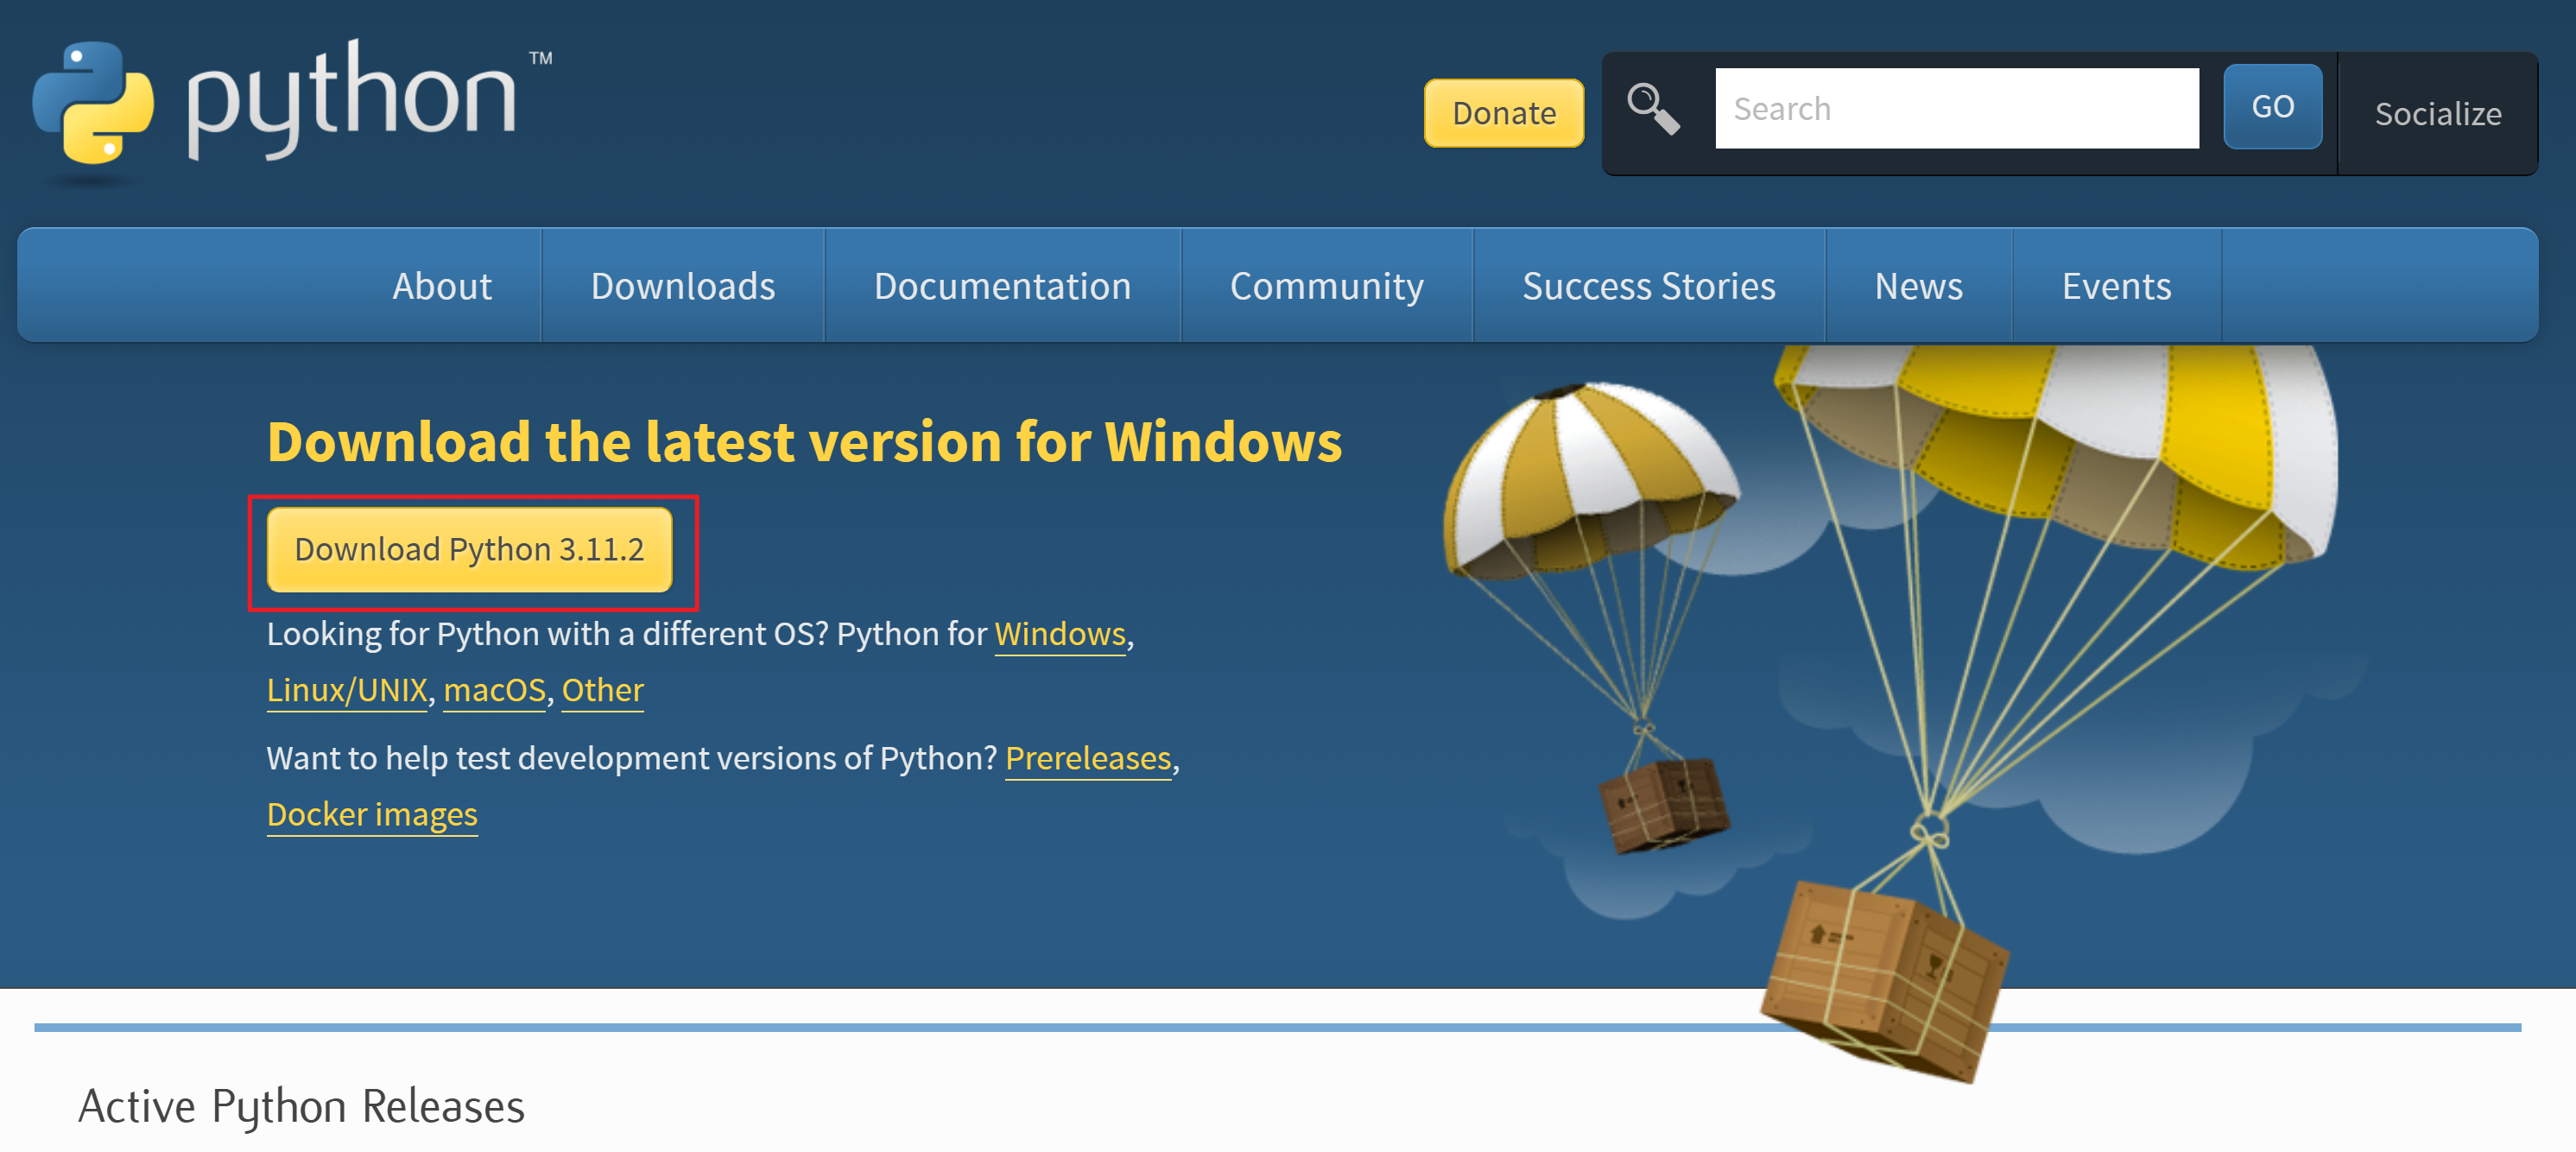 python™
Donate
Search
GO
Socialize
About
Downloads
Documentation
Community
Success Stories
News
Events
Download the latest version for Windows
Download Python 3.11.2
Looking for Python with a different OS? Python for Windows,
Linux/UNIX, macOS, Other
Want to help test development versions of Python? Prereleases,
Docker images
Active Python Releases